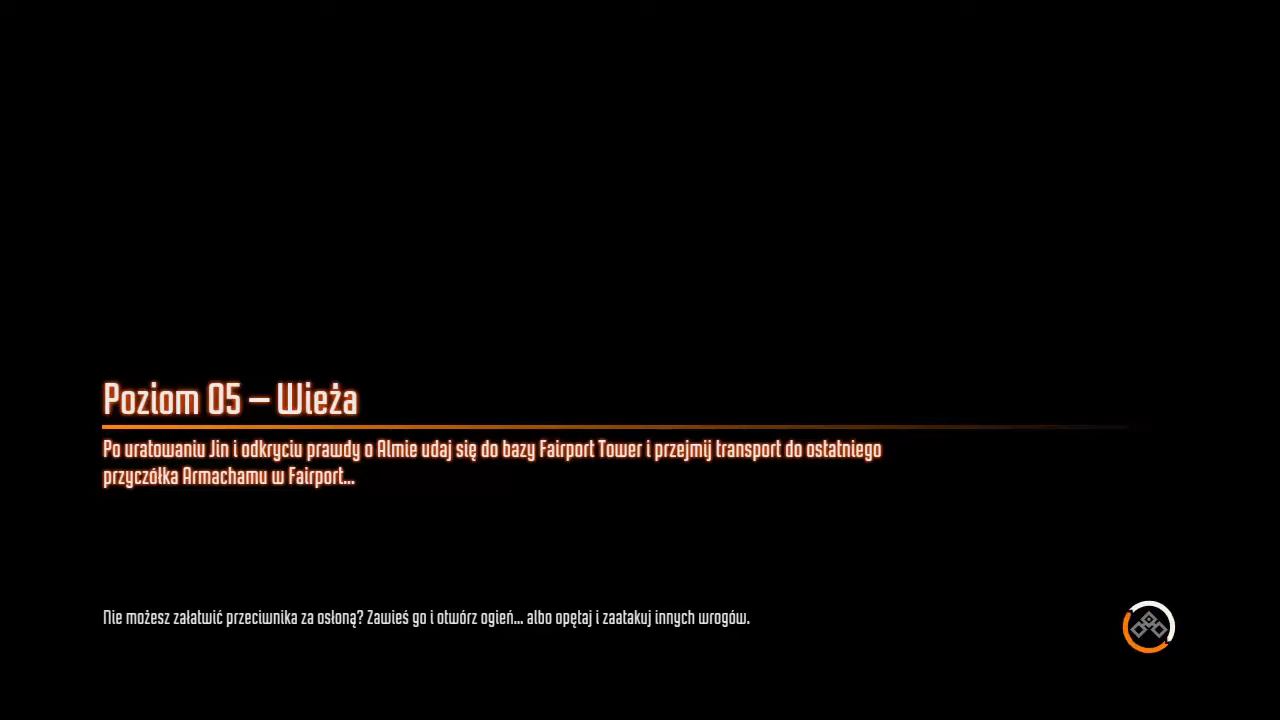 Poziom 05 – Wieża
Po uratowaniu Jin i odkryciu prawdy o Almie udaj się do bazy Fairport Tower i przejmij transport do ostatniego
przyczółka Armachamu w Fairport...
Nie możesz załatwić przeciwnika za osłoną? Zawieś go i otwórz ogień... albo opętaj i zaatakuj innych wrogów.